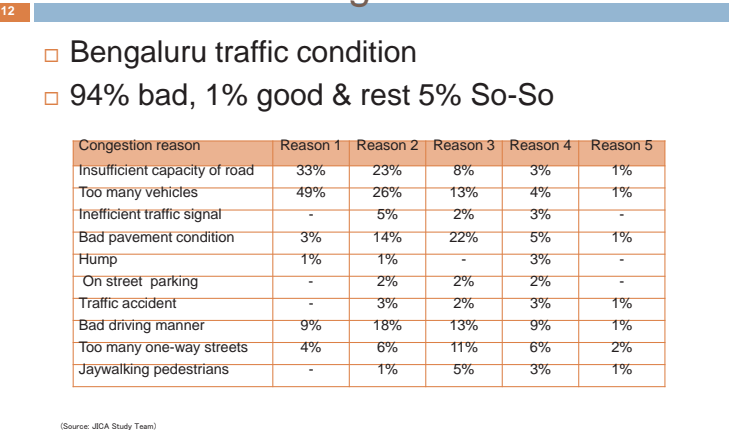 12
Bengaluru traffic condition
94% bad, 1% good & rest 5% So-So
Congestion reason Reason 1 Reason 2 Reason 3 Reason 4 Reason 5
Insufficient capacity of road 33% 23% 8% 3% 1%
Too many vehicles 49% 26% 13% 4% 1%
Inefficient traffic signal - 5% 2% 3% -
Bad pavement condition 3% 14% 22% 5% 1%
Hump 1% 1% - 3% -
On street parking - 2% 2% 2% -
Traffic accident - 3% 2% 3% 1%
Bad driving manner 9% 18% 13% 9% 1%
Too many one-way streets 4% 6% 11% 6% 2%
Jaywalking pedestrians - 1% 5% 3% 1%
(Source: JICA Study Team)